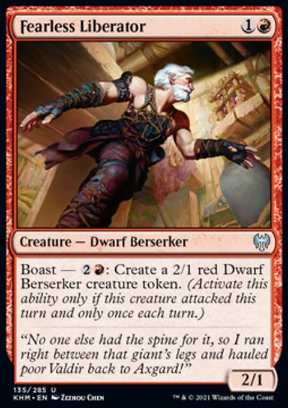 Fearless Liberator 1
Creature — Dwarf Berserker
Boast — 2: Create a 2/1 red Dwarf
Berserker creature token. (Activate this
ability only if this creature attacked this
turn and only once each turn.)
"No one else had the spine for it, so I ran
right between that giant's legs and hauled
poor Valdir back to Axgard!"
2/1
135/285 U
KHM • EN Zezhou Chen
™ & © 2021 Wizards of the Coast